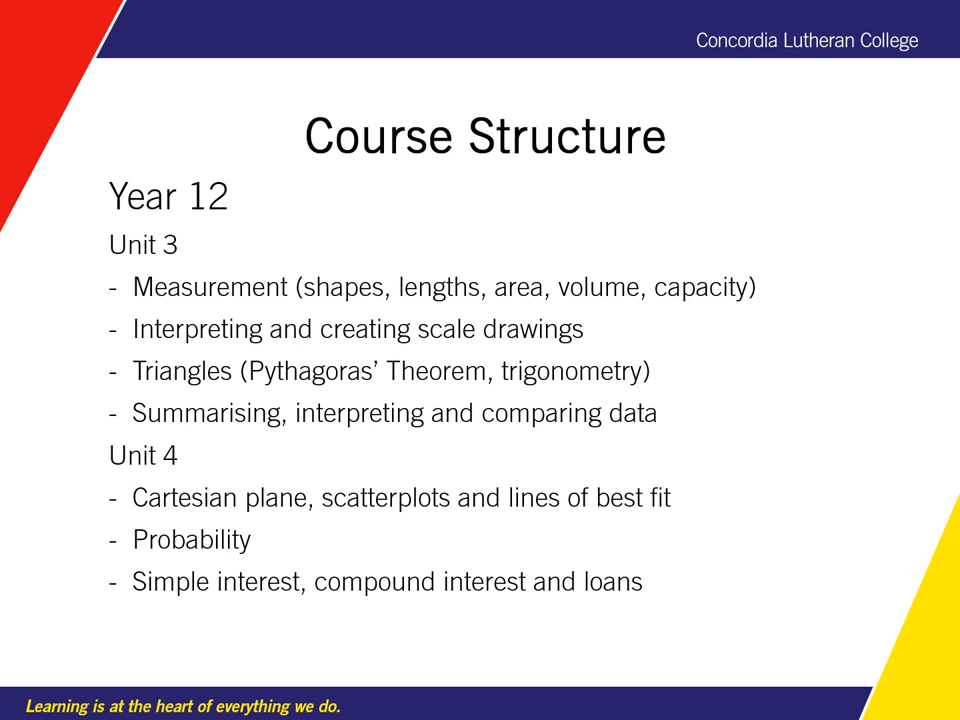 Concordia Lutheran College
Course Structure
Year 12
Unit 3
- Measurement (shapes, lengths, area, volume, capacity)
- Interpreting and creating scale drawings
- Triangles (Pythagoras’ Theorem, trigonometry)
- Summarising, interpreting and comparing data
Unit 4
- Cartesian plane, scatterplots and lines of best fit
- Probability
- Simple interest, compound interest and loans
Learning is at the heart of everything we do.